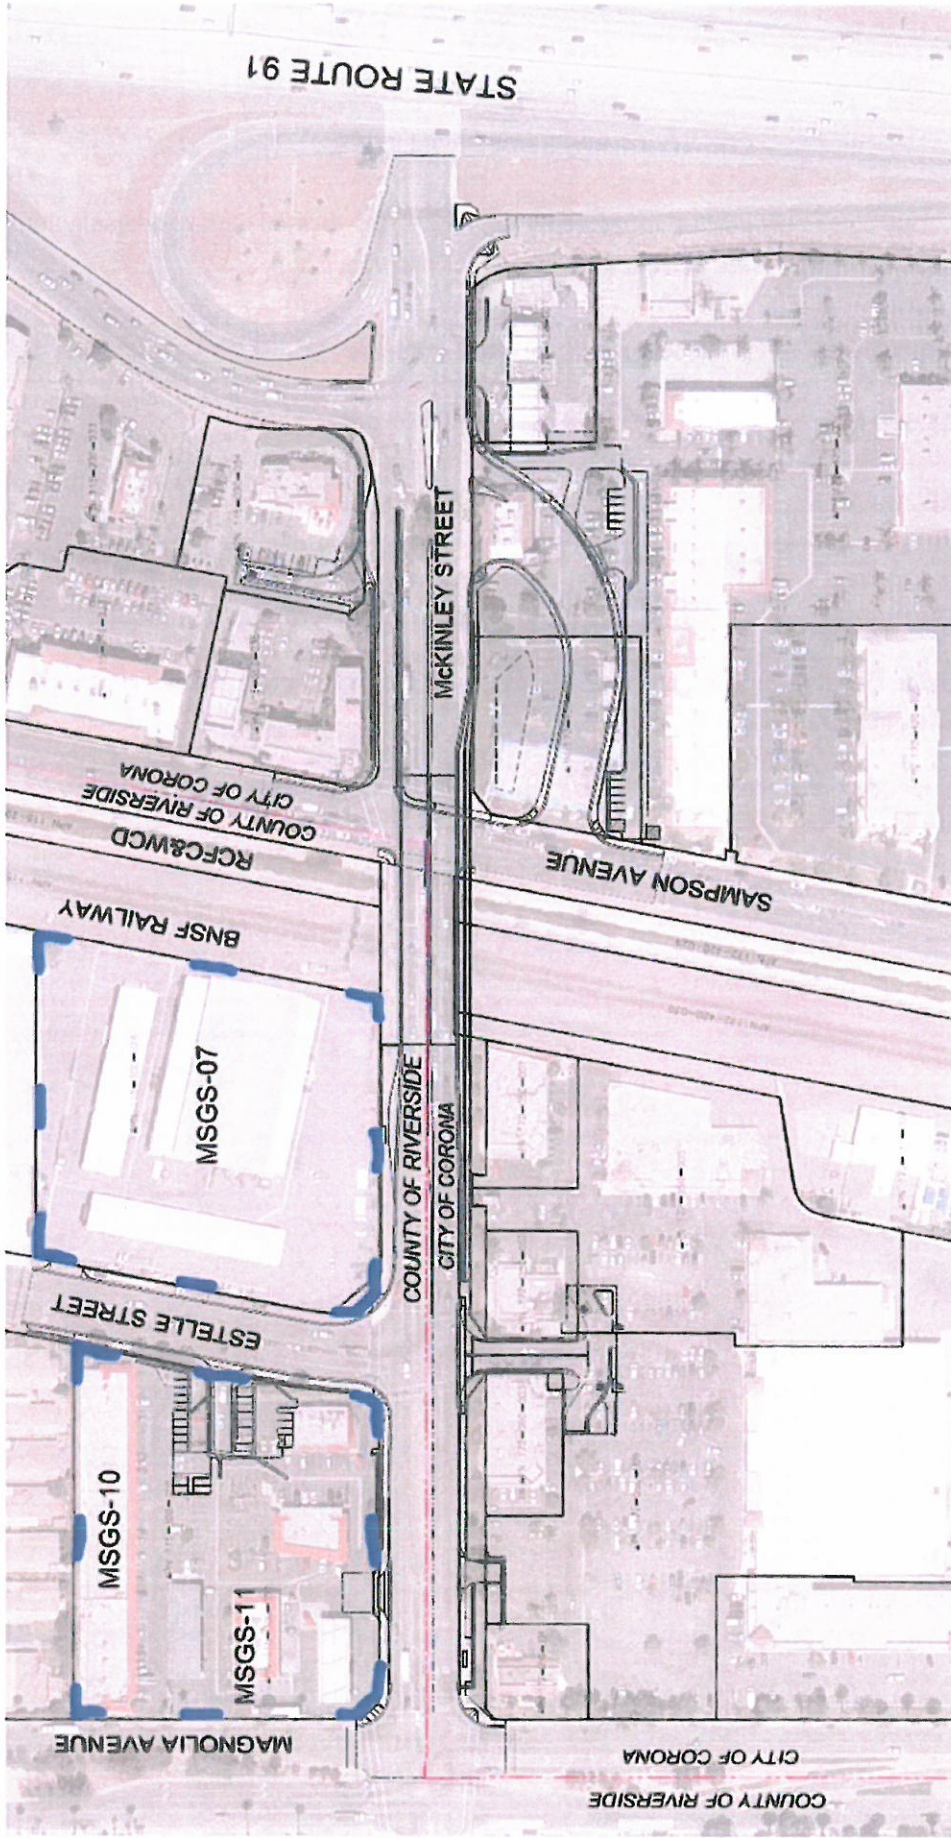 STATE ROUTE 91
McKINLEY STREET
CITY OF CORONA
COUNTY OF RIVERSIDE
RCFC&WCD
BNSF RAILWAY
SAMPSON AVENUE
MSGS-07
COUNTY OF RIVERSIDE
CITY OF CORONA
ESTELLE STREET
MSGS-10
MSGS-11
MAGNOLIA AVENUE
CITY OF CORONA
COUNTY OF RIVERSIDE